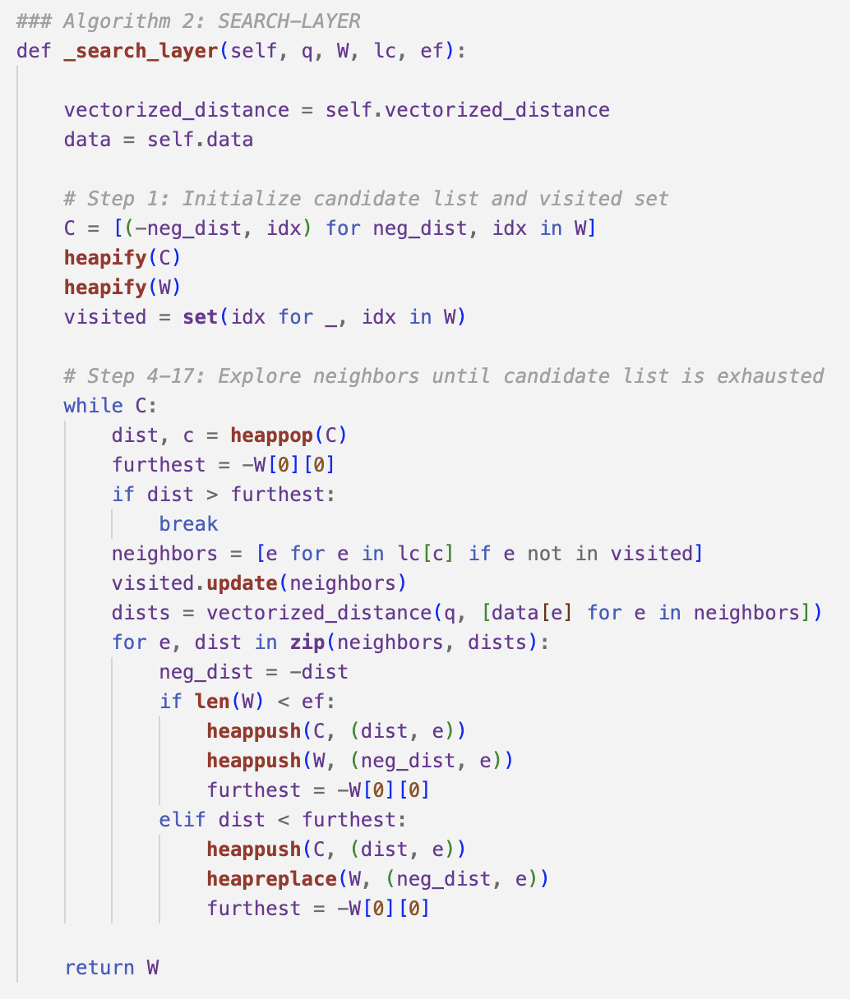 ### Algorithm 2: SEARCH-LAYER
def _search_layer(self, q, W, lc, ef):
vectorized_distance = self.vectorized_distance
data = self.data
# Step 1: Initialize candidate list and visited set
C = [(-neg_dist, idx) for neg_dist, idx in W]
heapify(C)
heapify(W)
visited = set(idx for _, idx in W)
# Step 4-17: Explore neighbors until candidate list is exhausted
while C:
dist, c = heappop(C)
furthest = -W[0][0]
if dist > furthest:
break
neighbors = [e for e in lc[c] if e not in visited]
visited.update(neighbors)
dists = vectorized_distance(q, [data[e] for e in neighbors])
for e, dist in zip(neighbors, dists):
neg_dist = -dist
if len(W) < ef:
heappush(C, (dist, e))
heappush(W, (neg_dist, e))
furthest = -W[0][0]
elif dist < furthest:
heappush(C, (dist, e))
heapreplace(W, (neg_dist, e))
furthest = -W[0][0]
return W